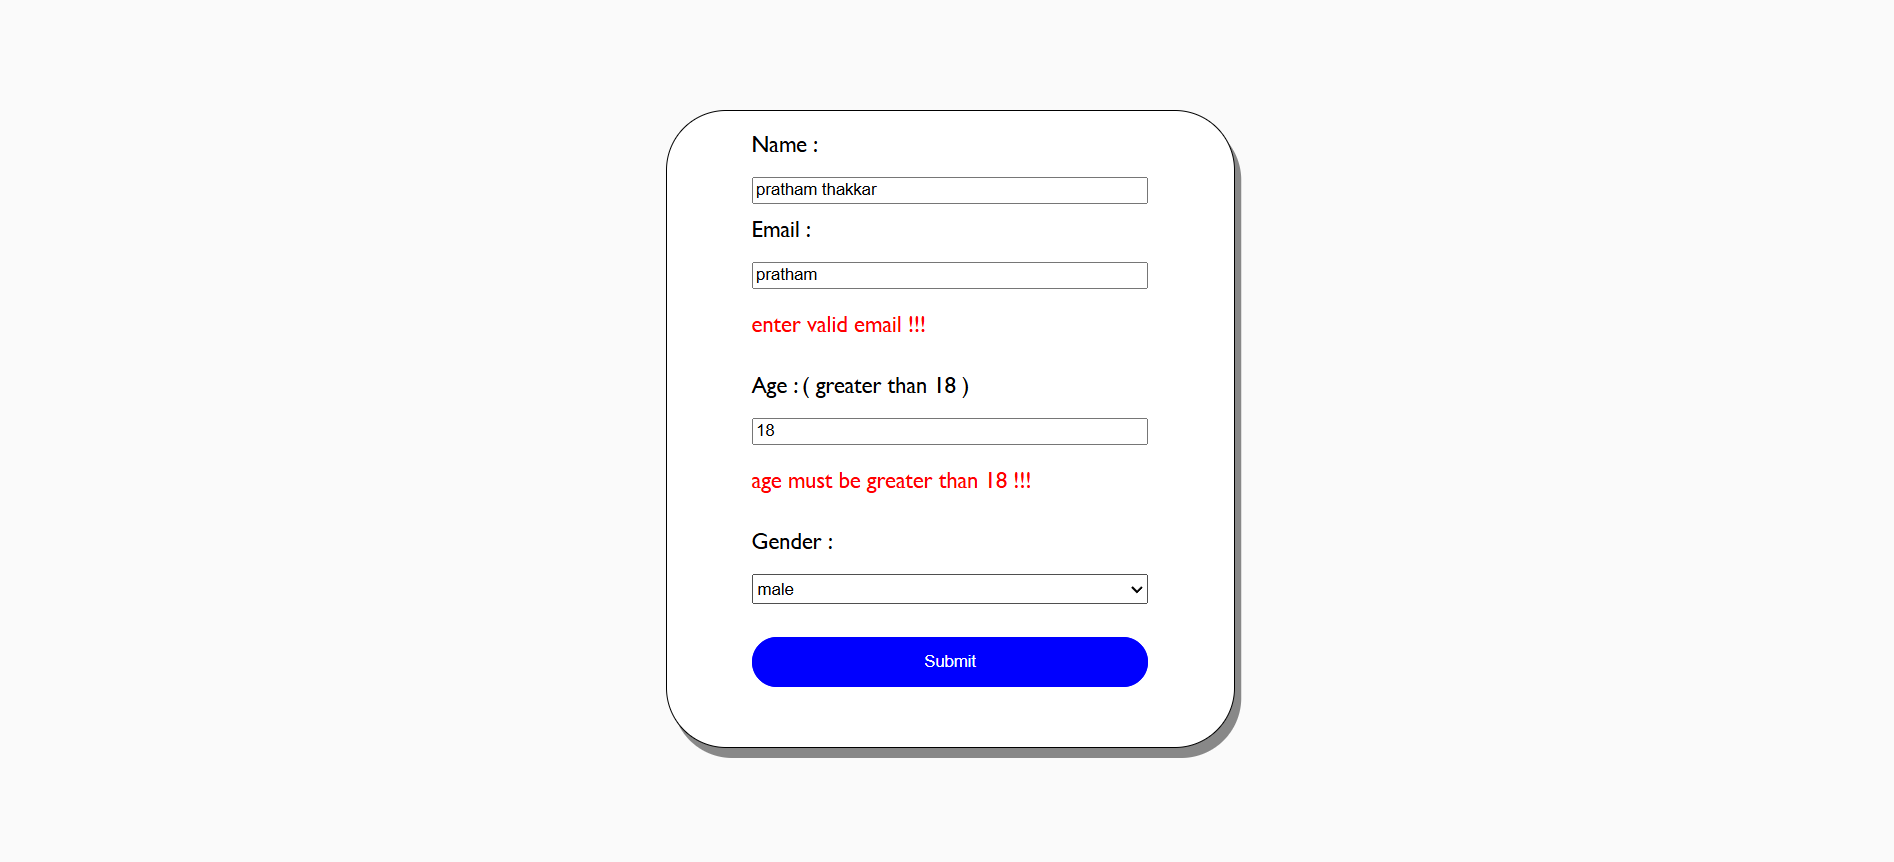 Name :
pratham thakkar
Email :
pratham
enter valid email !!!
Age : ( greater than 18 )
18
age must be greater than 18 !!!
Gender :
male
Submit